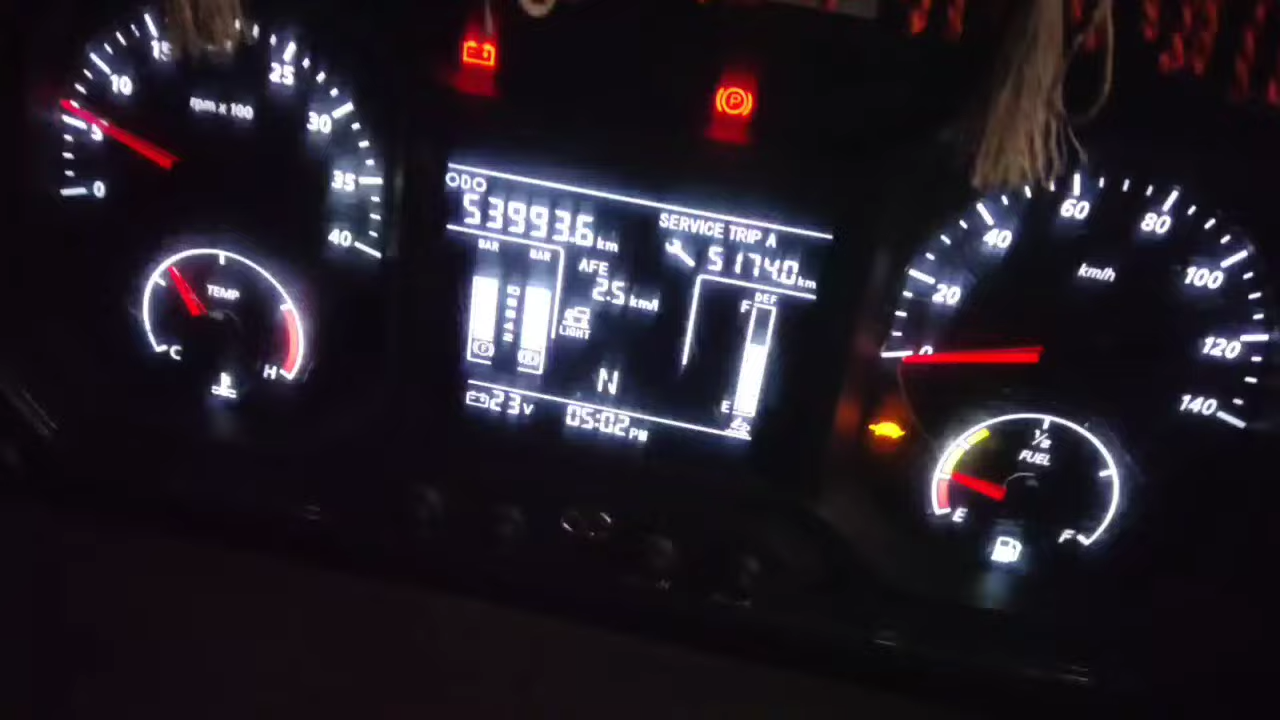 5
10
15
25
30
35
40
0
rpm x 100
TEMP
C
H
P
ODO
53993.6 km
SERVICE TRIP A
5174.0 km
BAR
BAR
AFE
2.5 km/l
LIGHT
DEF
F
E
N
23 V
05:02 PM
0
20
40
60
80
100
120
140
km/h
1/2
FUEL
E
F